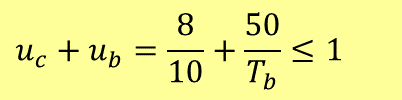 u_c + u_b = 8/10 + 50/T_b ≤ 1